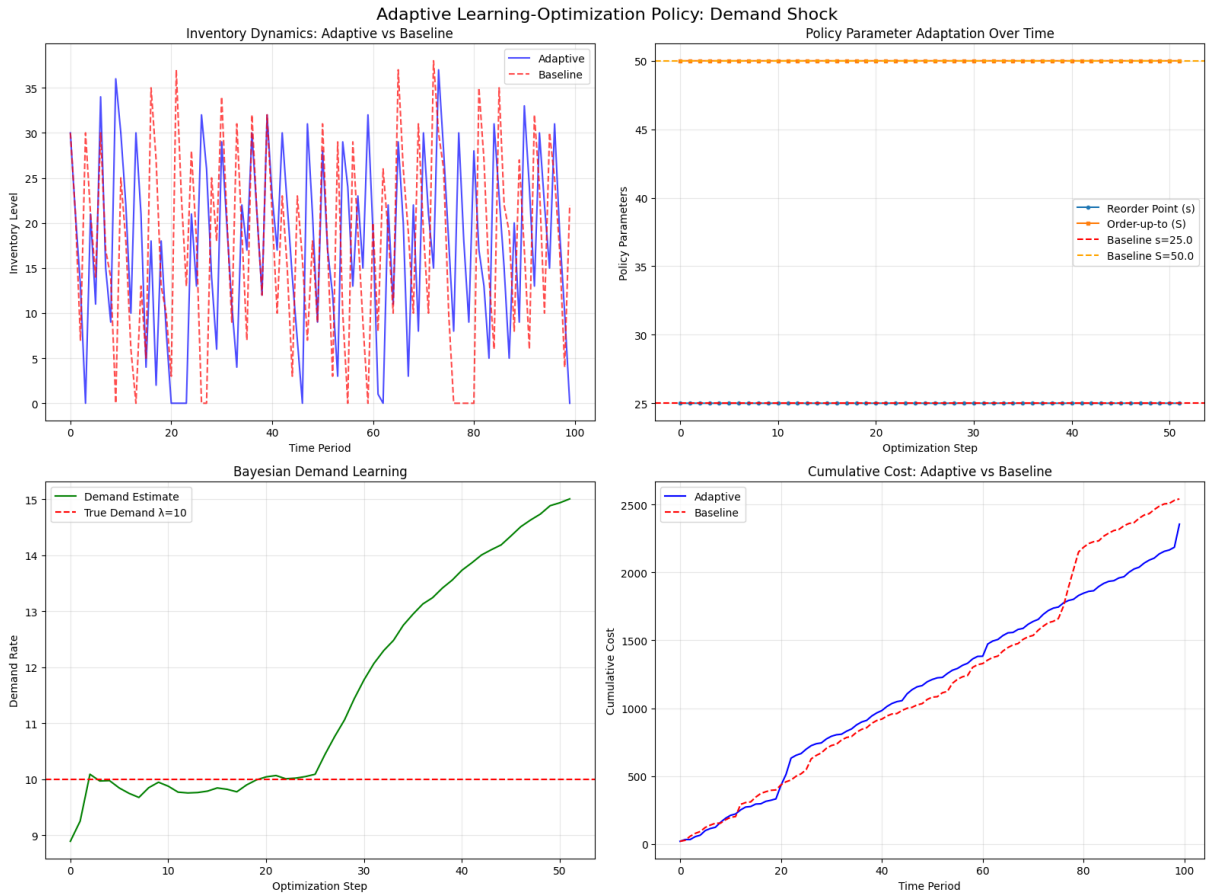 Adaptive Learning-Optimization Policy: Demand Shock
Inventory Dynamics: Adaptive vs Baseline
Adaptive
Baseline
Inventory Level
35
30
25
20
15
10
5
0
0
20
40
60
80
100
Time Period
Policy Parameter Adaptation Over Time
Reorder Point (s)
Order-up-to (S)
Baseline s=25.0
Baseline S=50.0
Policy Parameters
50
45
40
35
30
25
0
10
20
30
40
50
Optimization Step
Bayesian Demand Learning
Demand Estimate
True Demand λ=10
Demand Rate
15
14
13
12
11
10
9
0
10
20
30
40
50
Optimization Step
Cumulative Cost: Adaptive vs Baseline
Adaptive
Baseline
Cumulative Cost
2500
2000
1500
1000
500
0
0
20
40
60
80
100
Time Period